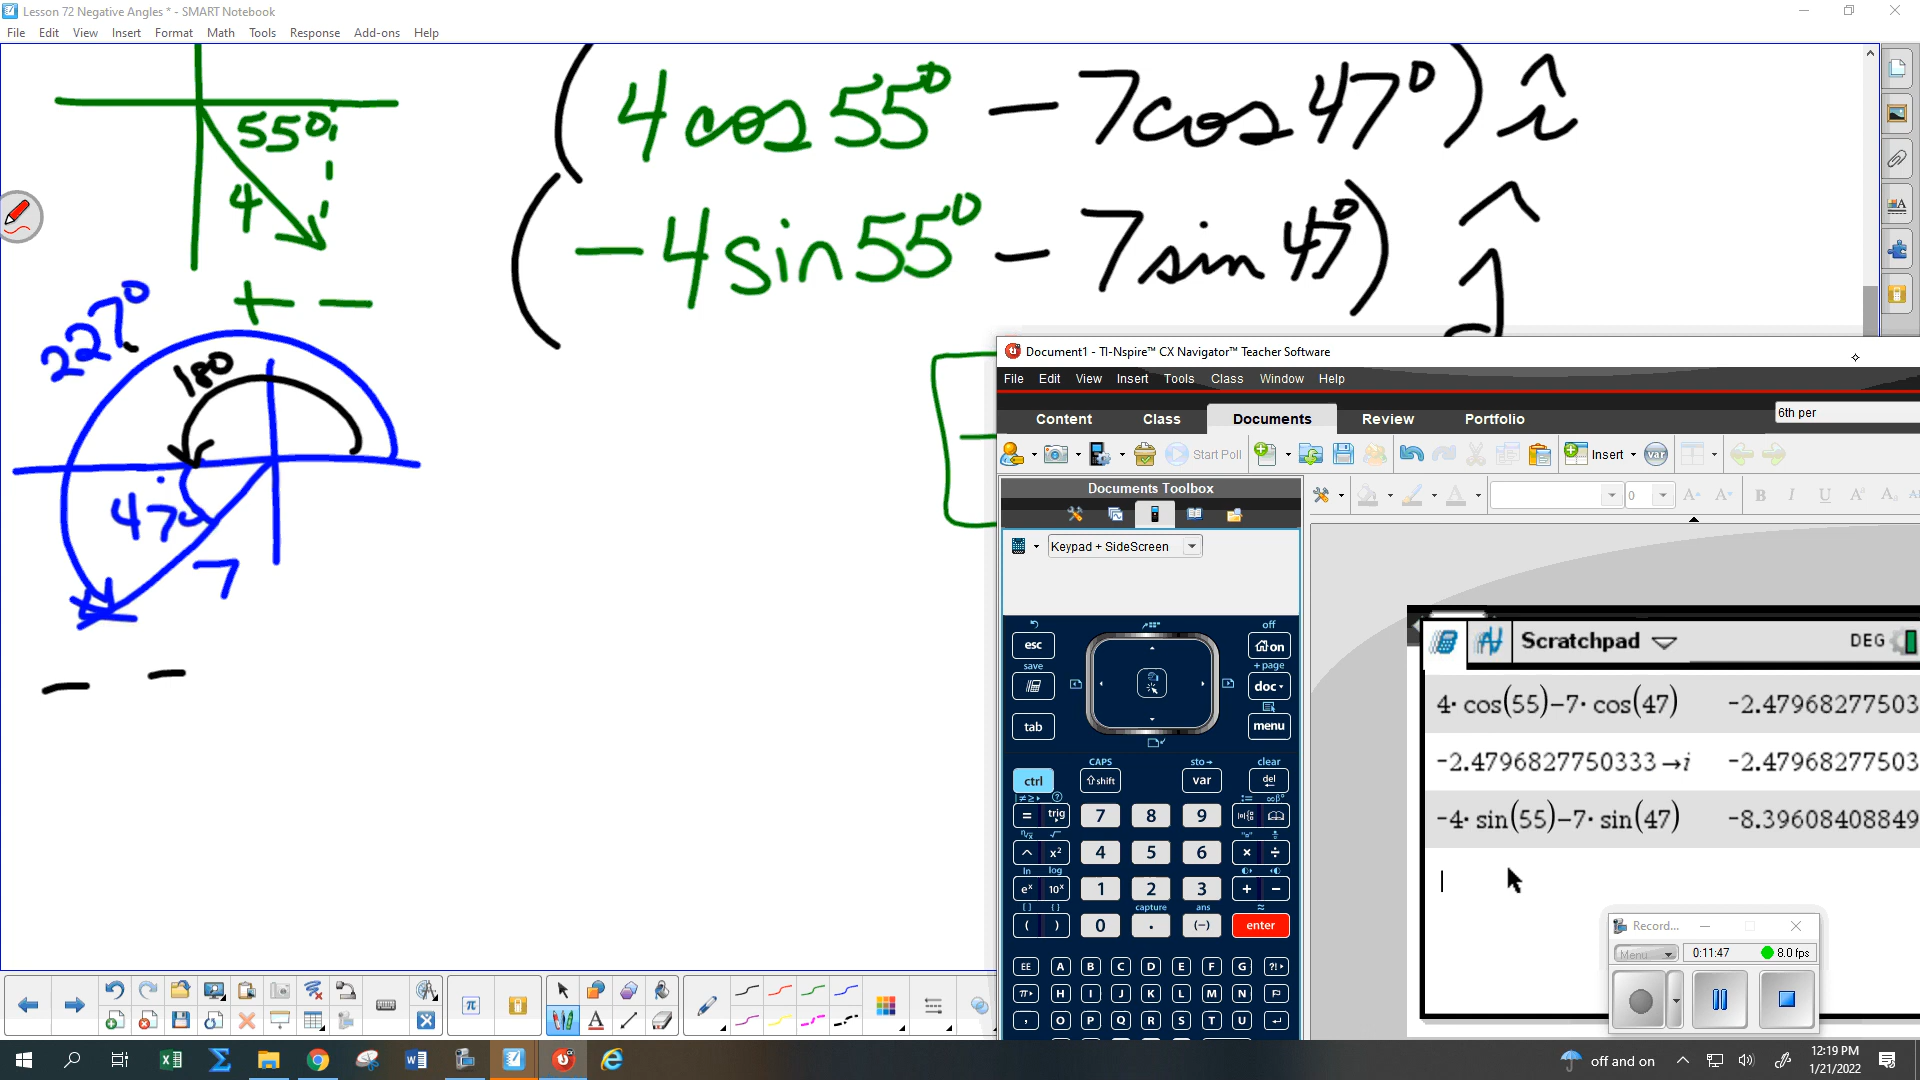 Lesson 72 Negative Angles * - SMART Notebook
File Edit View Insert Format Math Tools Response Add-ons Help
55°
4
+ −
(4cos55° − 7cos47°) î
(−4sin55° − 7sin47°) ĵ
227°
180
47°
7
− −
−
Document1 - TI-Nspire™ CX Navigator™ Teacher Software
File Edit View Insert Tools Class Window Help
Content Class Documents Review Portfolio
6th per
Start Poll
Insert
var
Documents Toolbox
0
B I U
Keypad + SideScreen
off
esc
on
save
+ page
doc
tab
menu
CAPS sto→ clear
ctrl shift var del
= trig 7 8 9
^ x² 4 5 6 × ÷
ln log
eˣ 10ˣ 1 2 3 + −
[ ] { } capture ans ≈
( ) 0 . (−) enter
EE A B C D E F G ?!▸
π▸ H I J K L M N
, O P Q R S T U ↵
Scratchpad
DEG
4· cos(55)−7· cos(47) -2.47968277503
-2.4796827750333→i -2.47968277503
-4· sin(55)−7· sin(47) -8.39608408849
Record...
Menu
0:11:47
8.0 fps
π
A
off and on
12:19 PM
1/21/2022